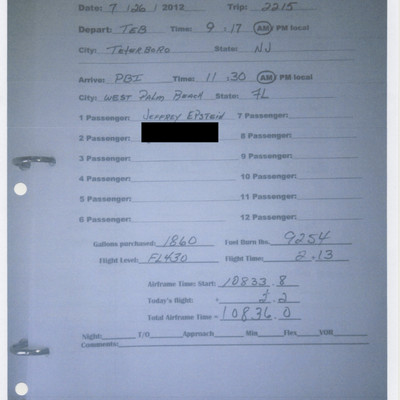 Date: 7 / 26 / 2012 Trip: 2215
Depart: TEB Time: 9:17 AM PM local
City: TETERBORO State: NJ
Arrive: PBI Time: 11:30 AM PM local
City: WEST PALM BEACH State: FL
1 Passenger: JEFFREY EPSTEIN 7 Passenger:
2 Passenger: 8 Passenger:
3 Passenger: 9 Passenger:
4 Passenger: 10 Passenger:
5 Passenger: 11 Passenger:
6 Passenger: 12 Passenger:
Gallons purchased: 1860 Fuel Burn lbs. 9254
Flight Level: FL430 Flight Time: 2.13
Airframe Time: Start: 10833.8
Today's flight: + 2.2
Total Airframe Time = 10836.0
Night: T/O Approach Min Flex VOR
Comments: